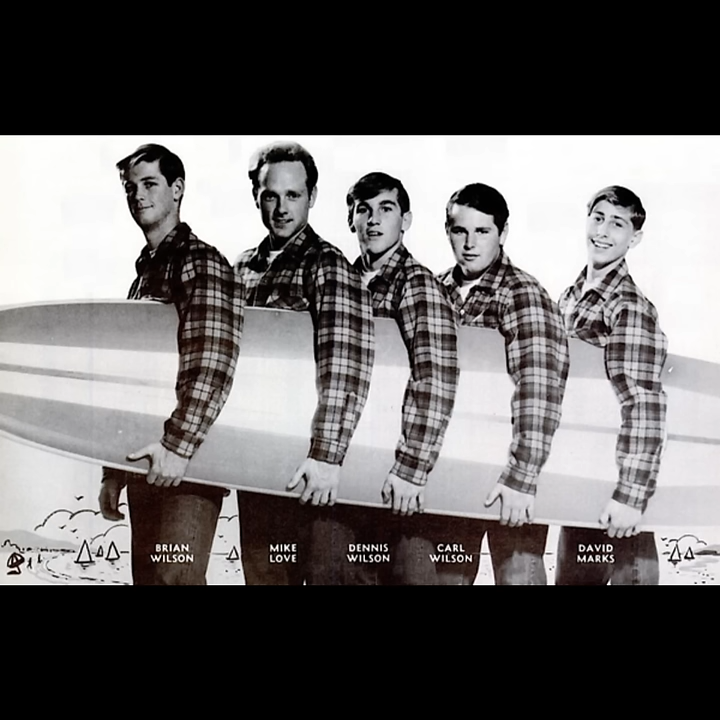 BRIAN
WILSON
MIKE
LOVE
DENNIS
WILSON
CARL
WILSON
DAVID
MARKS